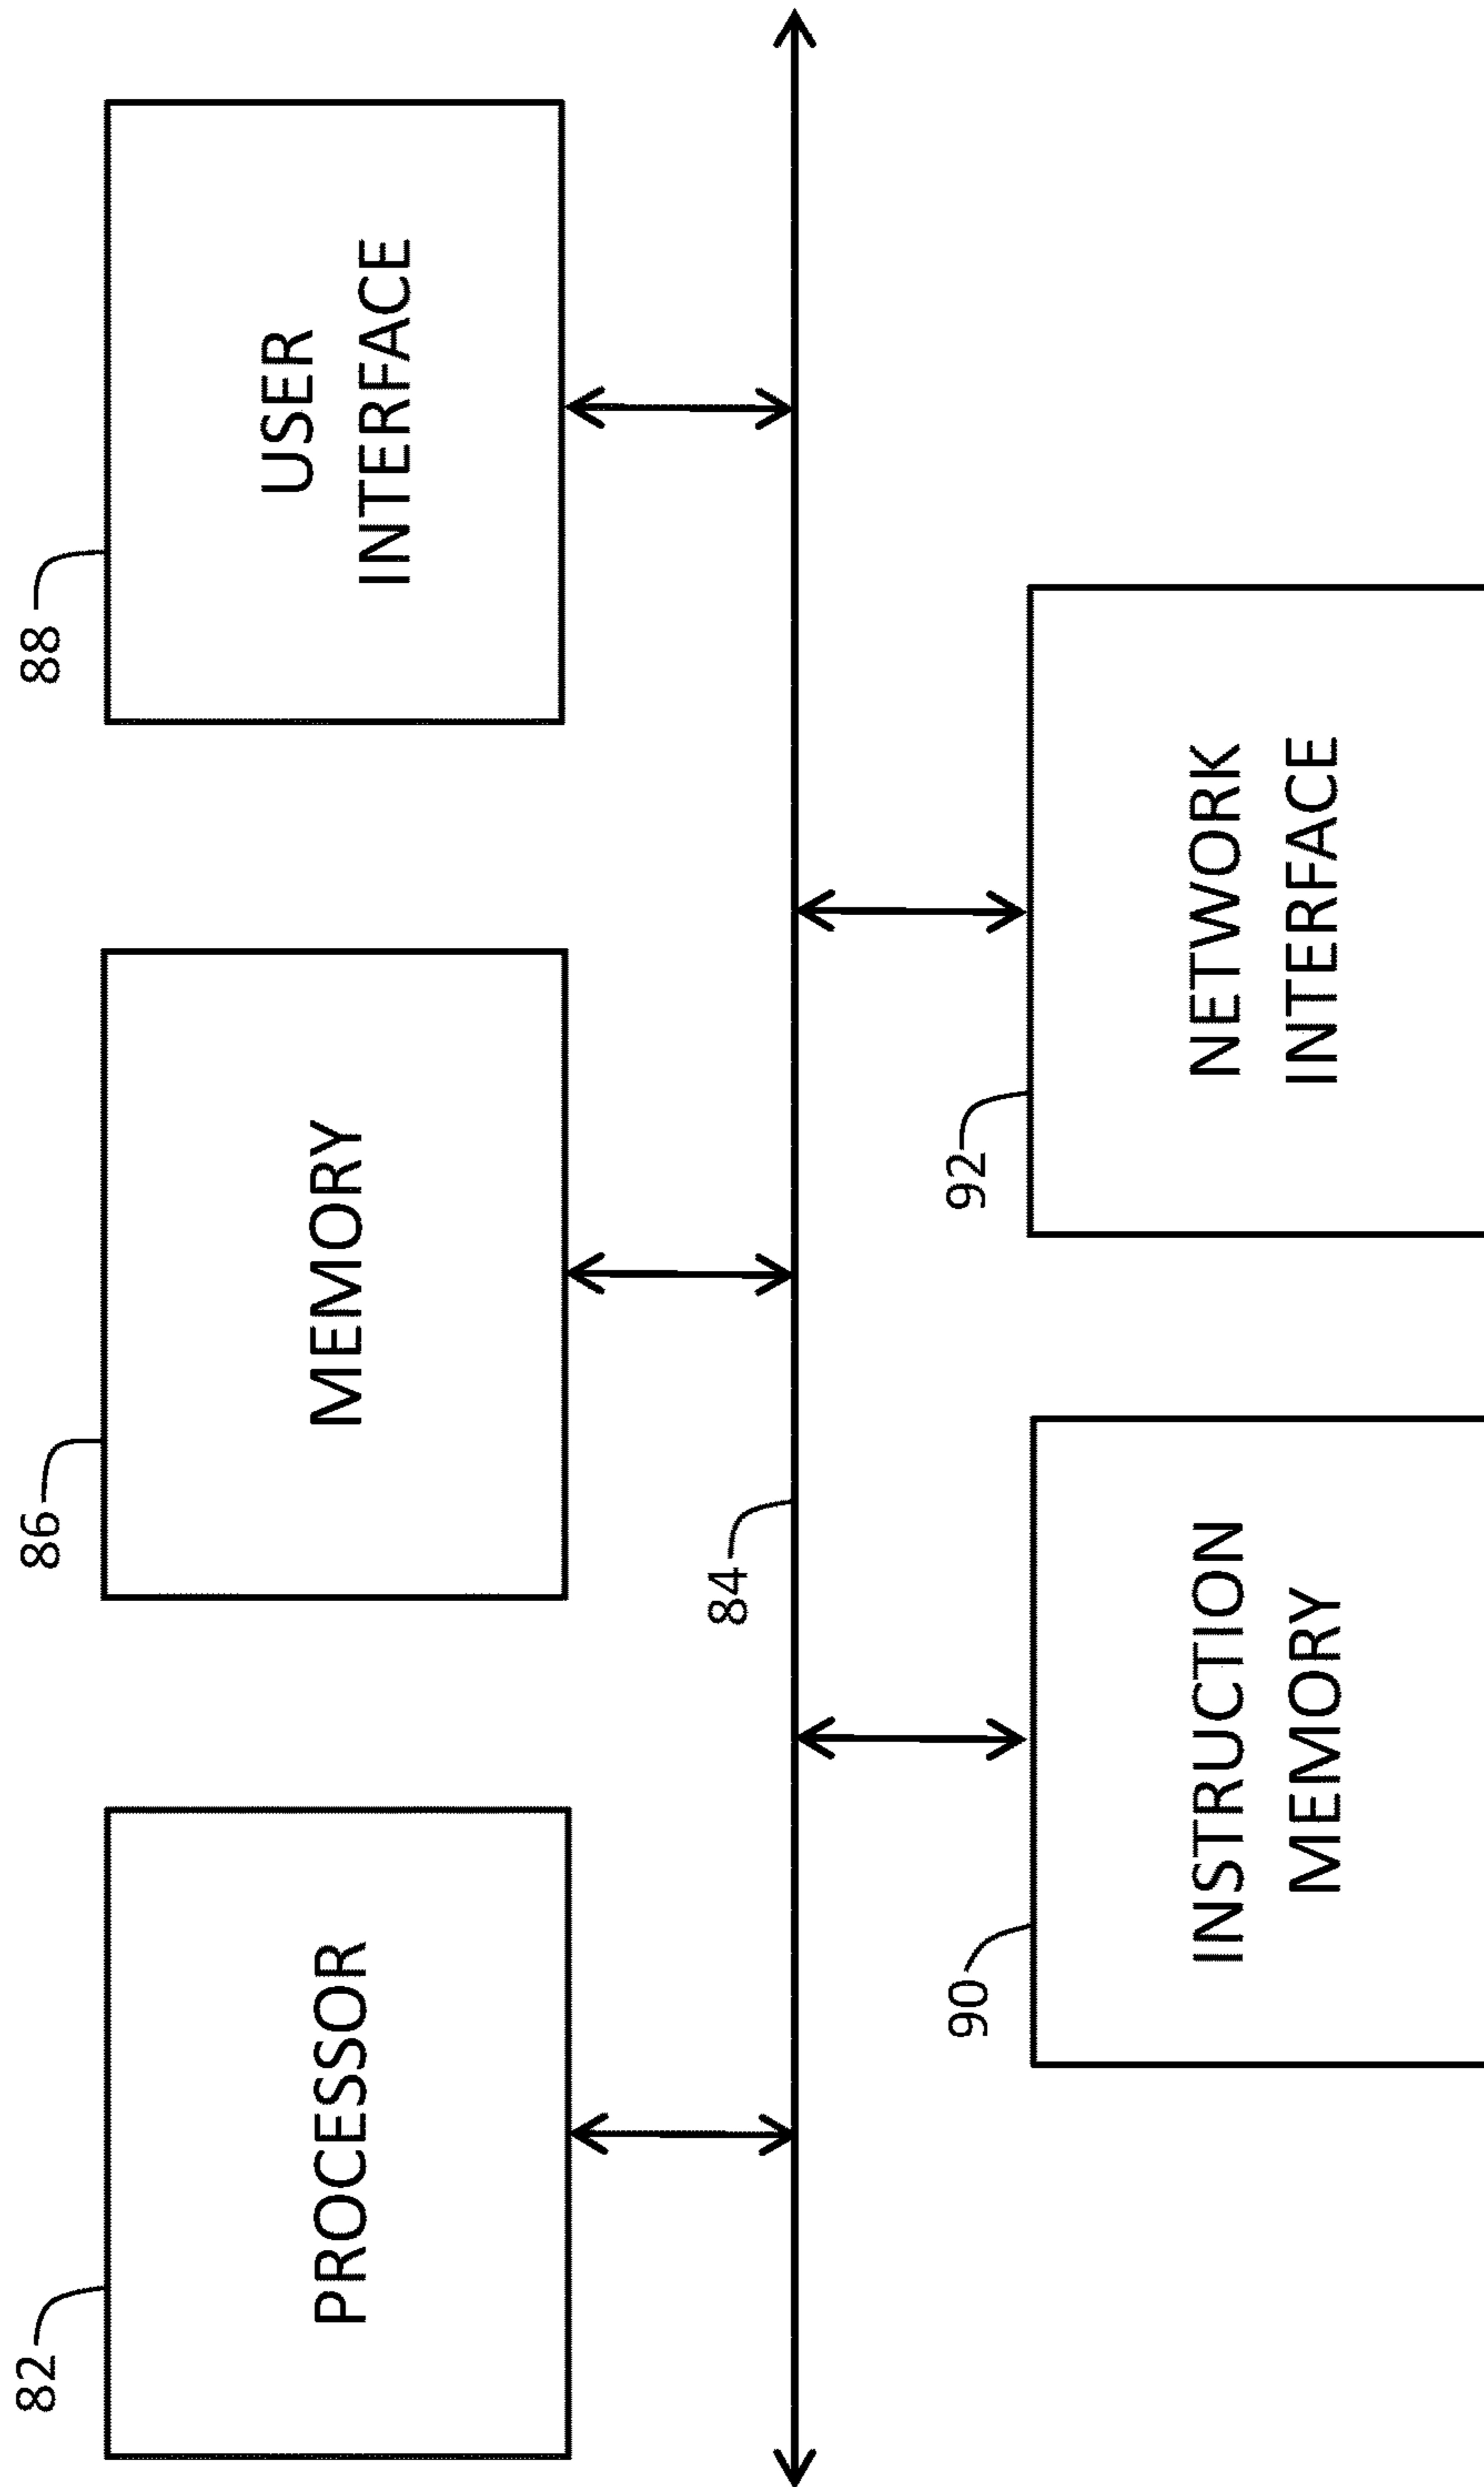 82
PROCESSOR
86
MEMORY
88
USER
INTERFACE
84
90
INSTRUCTION
MEMORY
92
NETWORK
INTERFACE